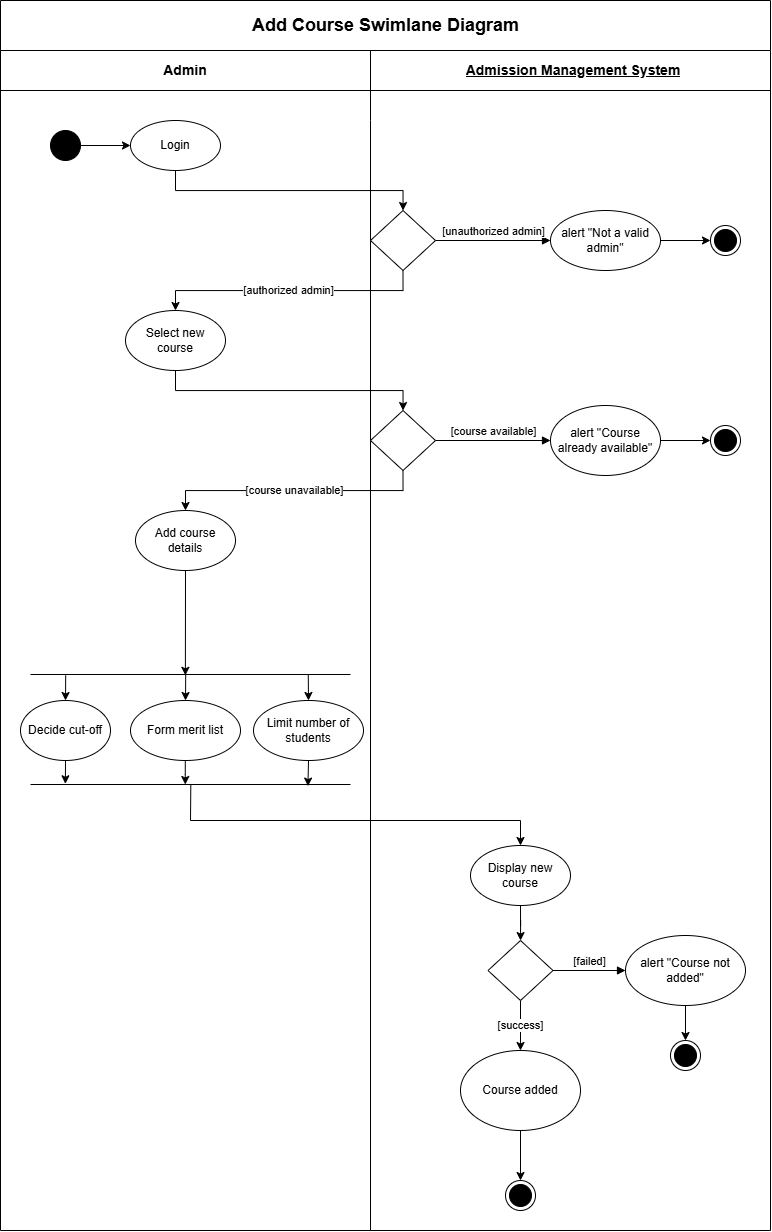 Add Course Swimlane Diagram
Admin
Admission Management System
Login
[unauthorized admin]
alert "Not a valid
admin"
[authorized admin]
Select new
course
[course available]
alert "Course
already available"
[course unavailable]
Add course
details
Decide cut-off
Form merit list
Limit number of
students
Display new
course
[failed]
alert "Course not
added"
[success]
Course added